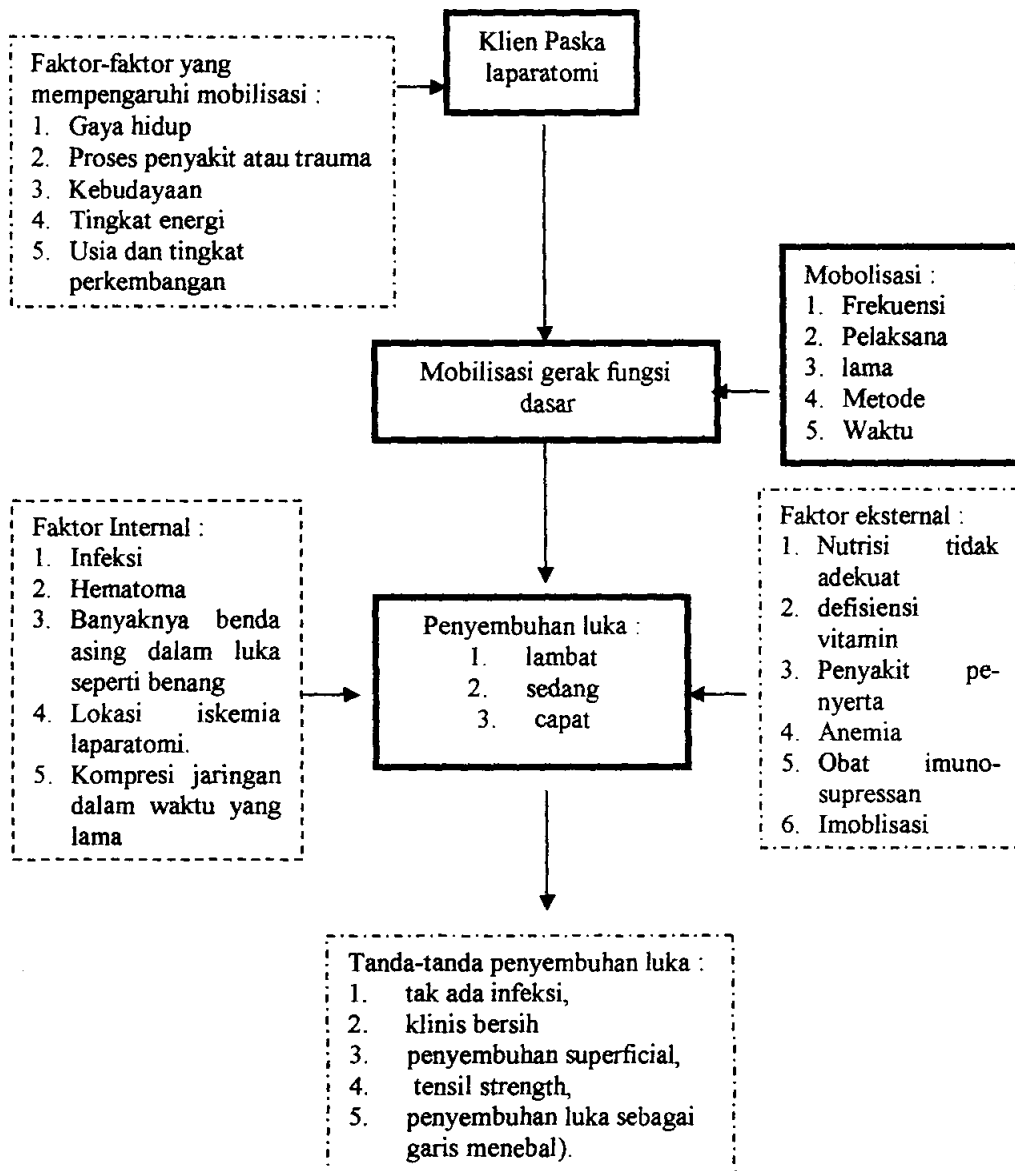 Klien Paska
laparatomi
Faktor-faktor yang
mempengaruhi mobilisasi :
1. Gaya hidup
2. Proses penyakit atau trauma
3. Kebudayaan
4. Tingkat energi
5. Usia dan tingkat
perkembangan
Mobolisasi :
1. Frekuensi
2. Pelaksana
3. lama
4. Metode
5. Waktu
Mobilisasi gerak fungsi
dasar
Faktor Internal :
1. Infeksi
2. Hematoma
3. Banyaknya benda
asing dalam luka
seperti benang
4. Lokasi iskemia
laparatomi.
5. Kompresi jaringan
dalam waktu yang
lama
Penyembuhan luka :
1. lambat
2. sedang
3. capat
Faktor eksternal :
1. Nutrisi tidak
adekuat
2. defisiensi
vitamin
3. Penyakit pe-
nyerta
4. Anemia
5. Obat imuno-
supressan
6. Imoblisasi
Tanda-tanda penyembuhan luka :
1. tak ada infeksi,
2. klinis bersih
3. penyembuhan superficial,
4. tensil strength,
5. penyembuhan luka sebagai
garis menebal).